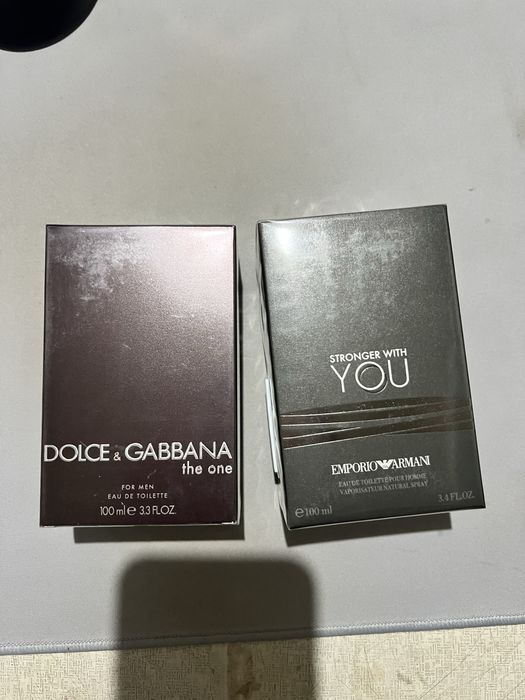 DOLCE & GABBANA
the one
FOR MEN
EAU DE TOILETTE
100 ml e 3.3 FL.OZ.
STRONGER WITH
YOU
EMPORIO ARMANI
EAU DE TOILETTE POUR HOMME
VAPORISATEUR NATURAL SPRAY
e 100 ml
3.4 FL.OZ.